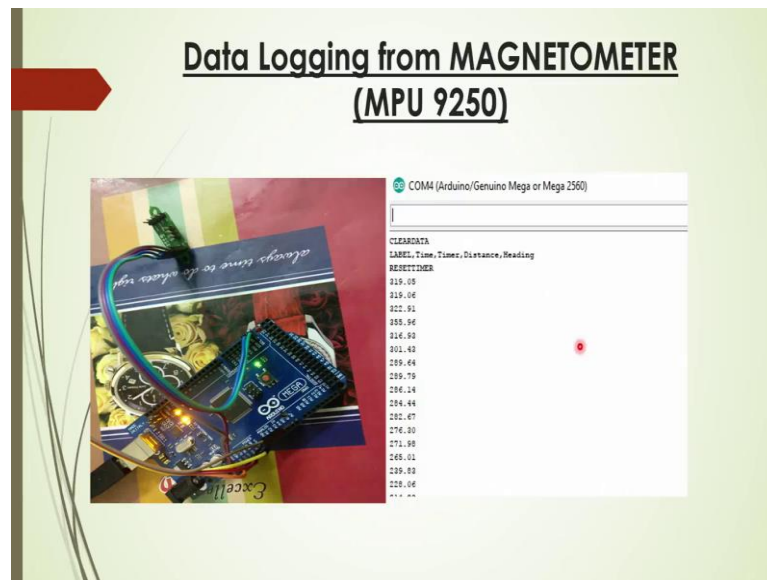 Data Logging from MAGNETOMETER
(MPU 9250)
COM4 (Arduino/Genuino Mega or Mega 2560)
CLEARDATA
LABEL,Time,Timer,Distance,Heading
RESETTIMER
319.05
319.06
322.91
355.96
316.93
301.43
289.64
289.79
286.14
284.44
282.67
276.30
271.98
265.01
239.83
228.06
always time to do whats right
MEGA
ARDUINO
Excelle